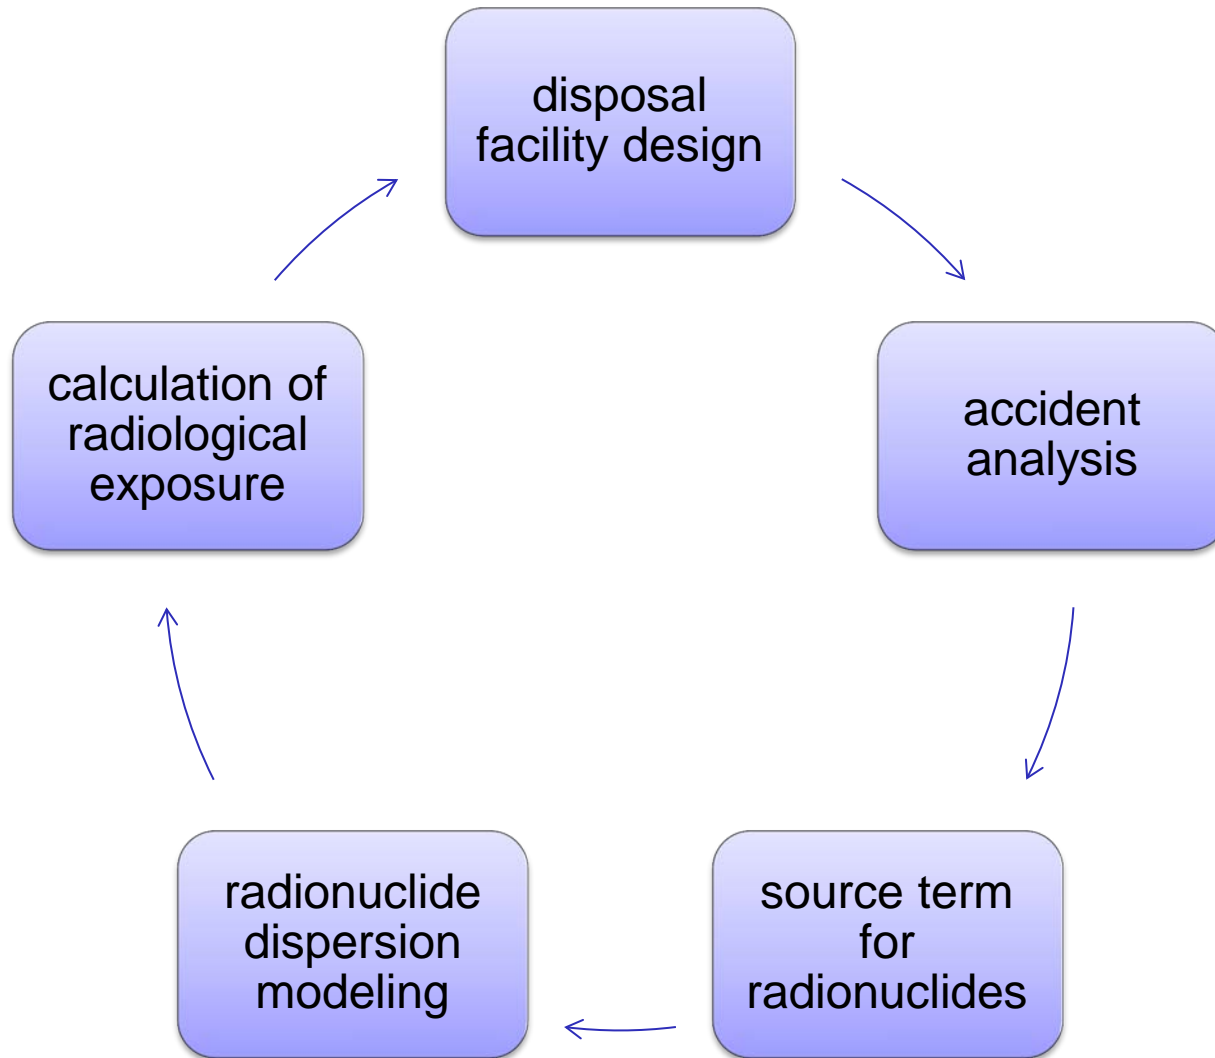 disposal
facility design
accident
analysis
source term
for
radionuclides
radionuclide
dispersion
modeling
calculation of
radiological
exposure